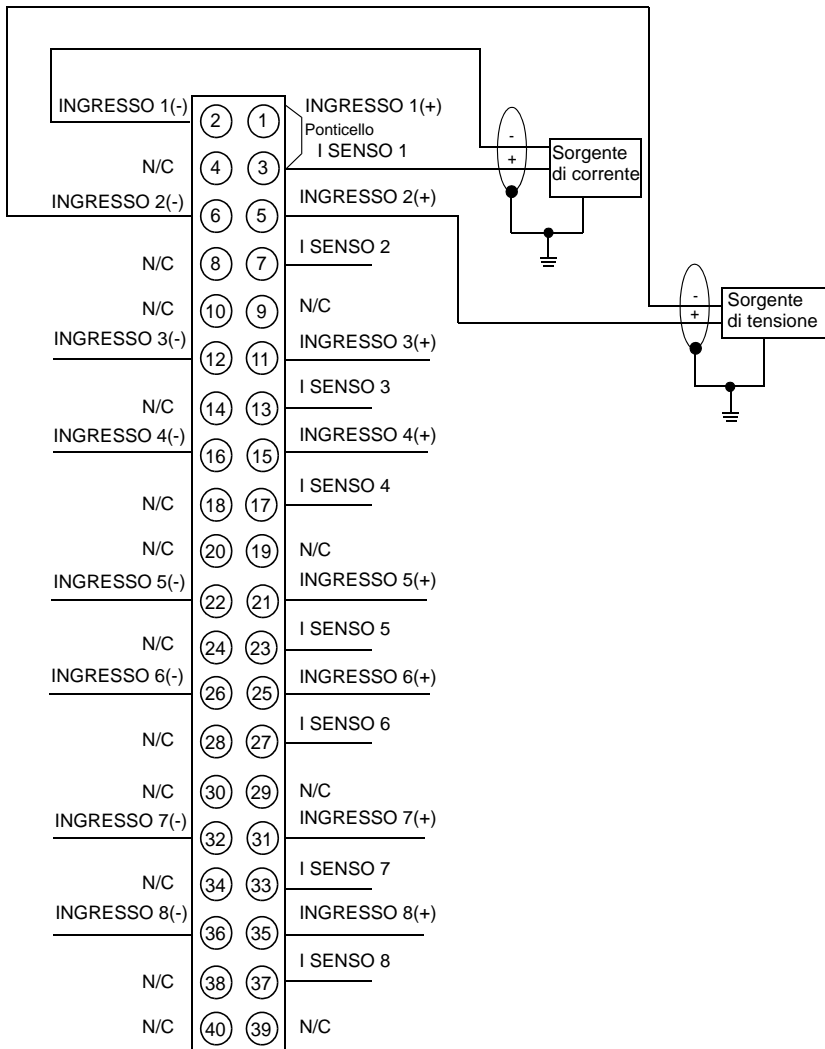 INGRESSO 1(-) 2 1 INGRESSO 1(+)
Ponticello
N/C 4 3 I SENSO 1
-
+
Sorgente
di corrente
INGRESSO 2(-) 6 5 INGRESSO 2(+)
N/C 8 7 I SENSO 2
N/C 10 9 N/C
-
+
Sorgente
di tensione
INGRESSO 3(-) 12 11 INGRESSO 3(+)
N/C 14 13 I SENSO 3
INGRESSO 4(-) 16 15 INGRESSO 4(+)
N/C 18 17 I SENSO 4
N/C 20 19 N/C
INGRESSO 5(-) 22 21 INGRESSO 5(+)
N/C 24 23 I SENSO 5
INGRESSO 6(-) 26 25 INGRESSO 6(+)
N/C 28 27 I SENSO 6
N/C 30 29 N/C
INGRESSO 7(-) 32 31 INGRESSO 7(+)
N/C 34 33 I SENSO 7
INGRESSO 8(-) 36 35 INGRESSO 8(+)
N/C 38 37 I SENSO 8
N/C 40 39 N/C